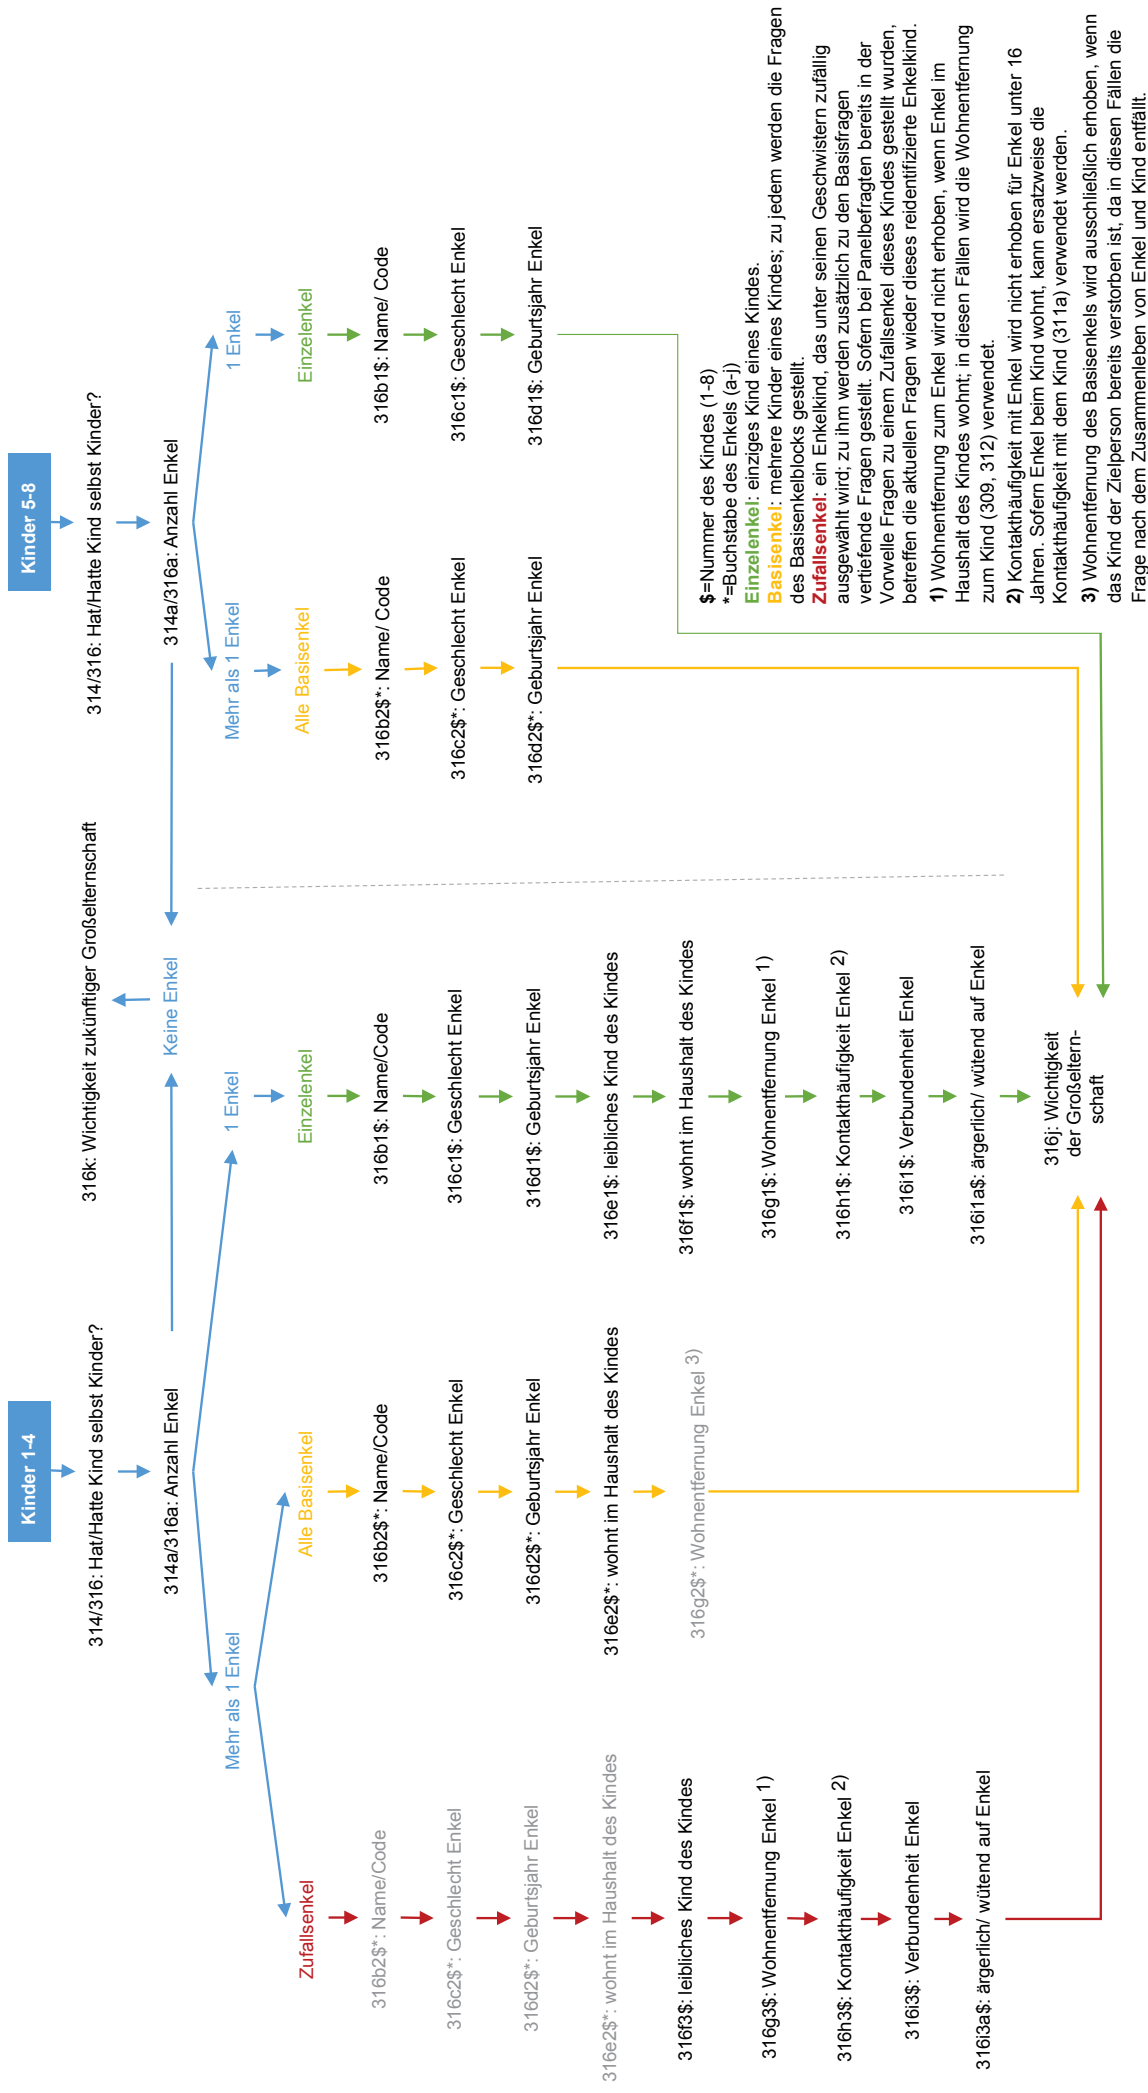 Kinder 1-4
314/316: Hat/Hatte Kind selbst Kinder?
314a/316a: Anzahl Enkel
Mehr als 1 Enkel
1 Enkel
Keine Enkel
316k: Wichtigkeit zukünftiger Großelternschaft
Zufallsenkel
316b2$*: Name/Code
316c2$*: Geschlecht Enkel
316d2$*: Geburtsjahr Enkel
316e2$*: wohnt im Haushalt des Kindes
316f3$: leibliches Kind des Kindes
316g3$: Wohnentfernung Enkel 1)
316h3$: Kontakthäufigkeit Enkel 2)
316i3$: Verbundenheit Enkel
316i3a$: ärgerlich/ wütend auf Enkel
Alle Basisenkel
316b2$*: Name/Code
316c2$*: Geschlecht Enkel
316d2$*: Geburtsjahr Enkel
316e2$*: wohnt im Haushalt des Kindes
316g2$*: Wohnentfernung Enkel 3)
Einzelenkel
316b1$: Name/Code
316c1$: Geschlecht Enkel
316d1$: Geburtsjahr Enkel
316e1$: leibliches Kind des Kindes
316f1$: wohnt im Haushalt des Kindes
316g1$: Wohnentfernung Enkel 1)
316h1$: Kontakthäufigkeit Enkel 2)
316i1$: Verbundenheit Enkel
316i1a$: ärgerlich/ wütend auf Enkel
316j: Wichtigkeit
der Großeltern-
schaft
Kinder 5-8
314/316: Hat/Hatte Kind selbst Kinder?
314a/316a: Anzahl Enkel
Mehr als 1 Enkel
1 Enkel
Alle Basisenkel
316b2$*: Name/ Code
316c2$*: Geschlecht Enkel
316d2$*: Geburtsjahr Enkel
Einzelenkel
316b1$: Name/ Code
316c1$: Geschlecht Enkel
316d1$: Geburtsjahr Enkel
$=Nummer des Kindes (1-8)
*=Buchstabe des Enkels (a-j)
Einzelenkel: einziges Kind eines Kindes.
Basisenkel: mehrere Kinder eines Kindes; zu jedem werden die Fragen
des Basisenkelblocks gestellt.
Zufallsenkel: ein Enkelkind, das unter seinen Geschwistern zufällig
ausgewählt wird; zu ihm werden zusätzlich zu den Basisfragen
vertiefende Fragen gestellt. Sofern bei Panelbefragten bereits in der
Vorwelle Fragen zu einem Zufallsenkel dieses Kindes gestellt wurden,
betreffen die aktuellen Fragen wieder dieses reidentifizierte Enkelkind.
1) Wohnentfernung zum Enkel wird nicht erhoben, wenn Enkel im
Haushalt des Kindes wohnt; in diesen Fällen wird die Wohnentfernung
zum Kind (309, 312) verwendet.
2) Kontakthäufigkeit mit Enkel wird nicht erhoben für Enkel unter 16
Jahren. Sofern Enkel beim Kind wohnt, kann ersatzweise die
Kontakthäufigkeit mit dem Kind (311a) verwendet werden.
3) Wohnentfernung des Basisenkels wird ausschließlich erhoben, wenn
das Kind der Zielperson bereits verstorben ist, da in diesen Fällen die
Frage nach dem Zusammenleben von Enkel und Kind entfällt.